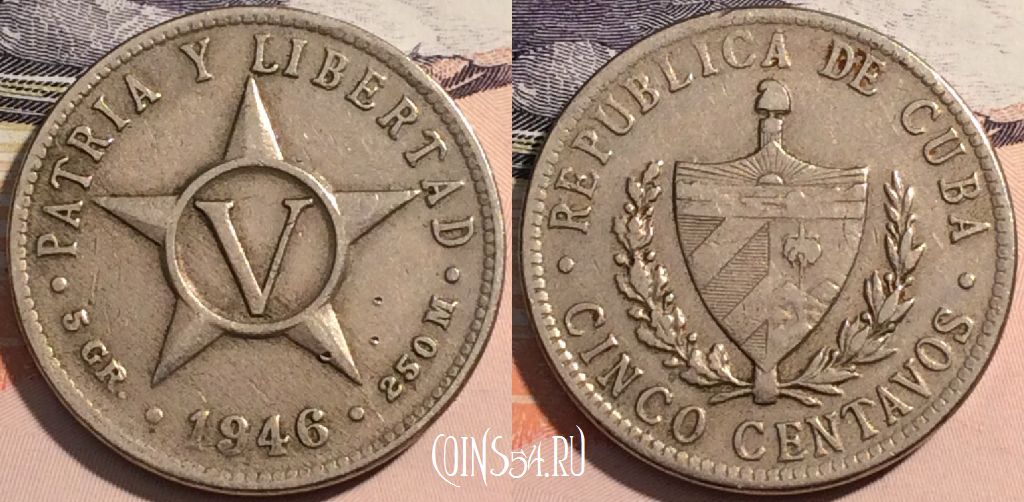 PATRIA Y LIBERTAD
V
5 GR.
1946
250 M
REPUBLICA DE CUBA
CINCO CENTAVOS
COINS54.RU